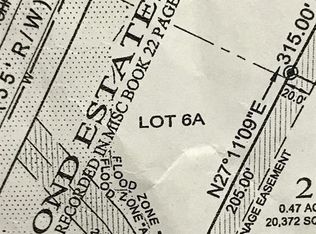 (35' R/W)
W
OND ESTATE
RECORDED IN MISC BOOK 22 PAGE
FLOOD ZONE
FLOOD ZONE "A
LOT 6A
315.00'
20.0'
N27°11'09"E
205.00'
NAGE EASEMENT
2
0.47 AC
20,372 SQ